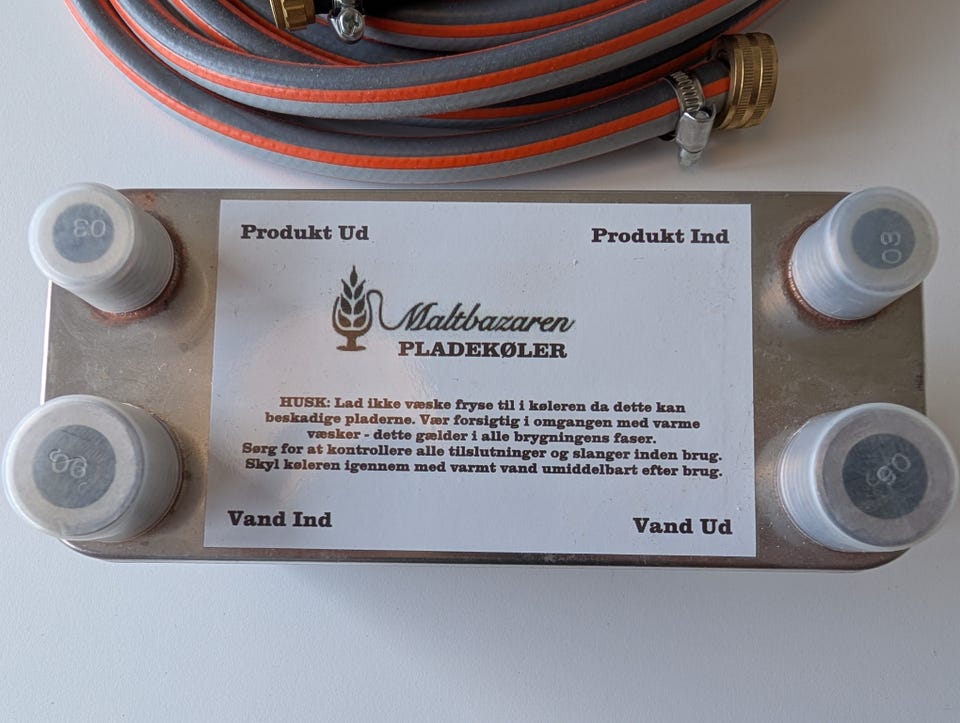 03
03
Produkt Ud
Produkt Ind
Maltbazaren
PLADEKØLER
HUSK: Lad ikke væske fryse til i køleren da dette kan
beskadige pladerne. Vær forsigtig i omgangen med varme
væsker - dette gælder i alle brygningens faser.
Sørg for at kontrollere alle tilslutninger og slanger inden brug.
Skyl køleren igennem med varmt vand umiddelbart efter brug.
Vand Ind
Vand Ud